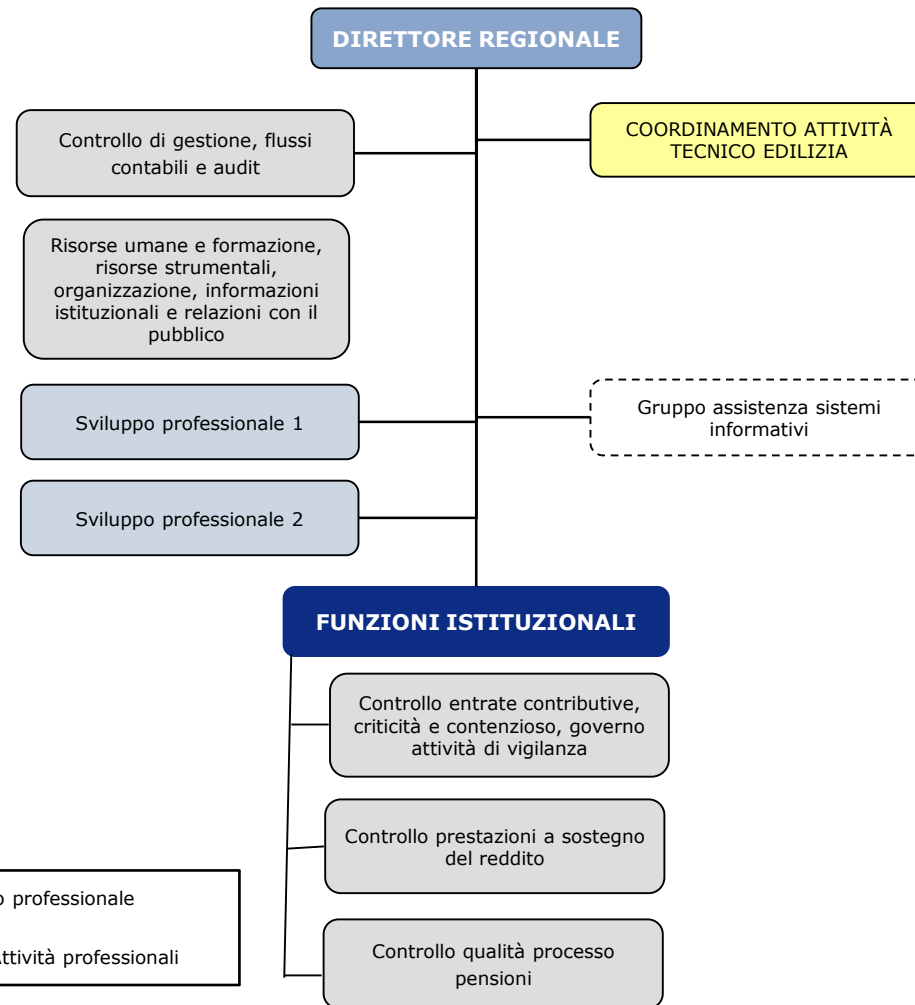 DIRETTORE REGIONALE
Controllo di gestione, flussi
contabili e audit
COORDINAMENTO ATTIVITÀ
TECNICO EDILIZIA
Risorse umane e formazione,
risorse strumentali,
organizzazione, informazioni
istituzionali e relazioni con il
pubblico
Sviluppo professionale 1
Gruppo assistenza sistemi
informativi
Sviluppo professionale 2
FUNZIONI ISTITUZIONALI
Controllo entrate contributive,
criticità e contenzioso, governo
attività di vigilanza
Controllo prestazioni a sostegno
del reddito
Controllo qualità processo
pensioni
professionale
Attività professionali